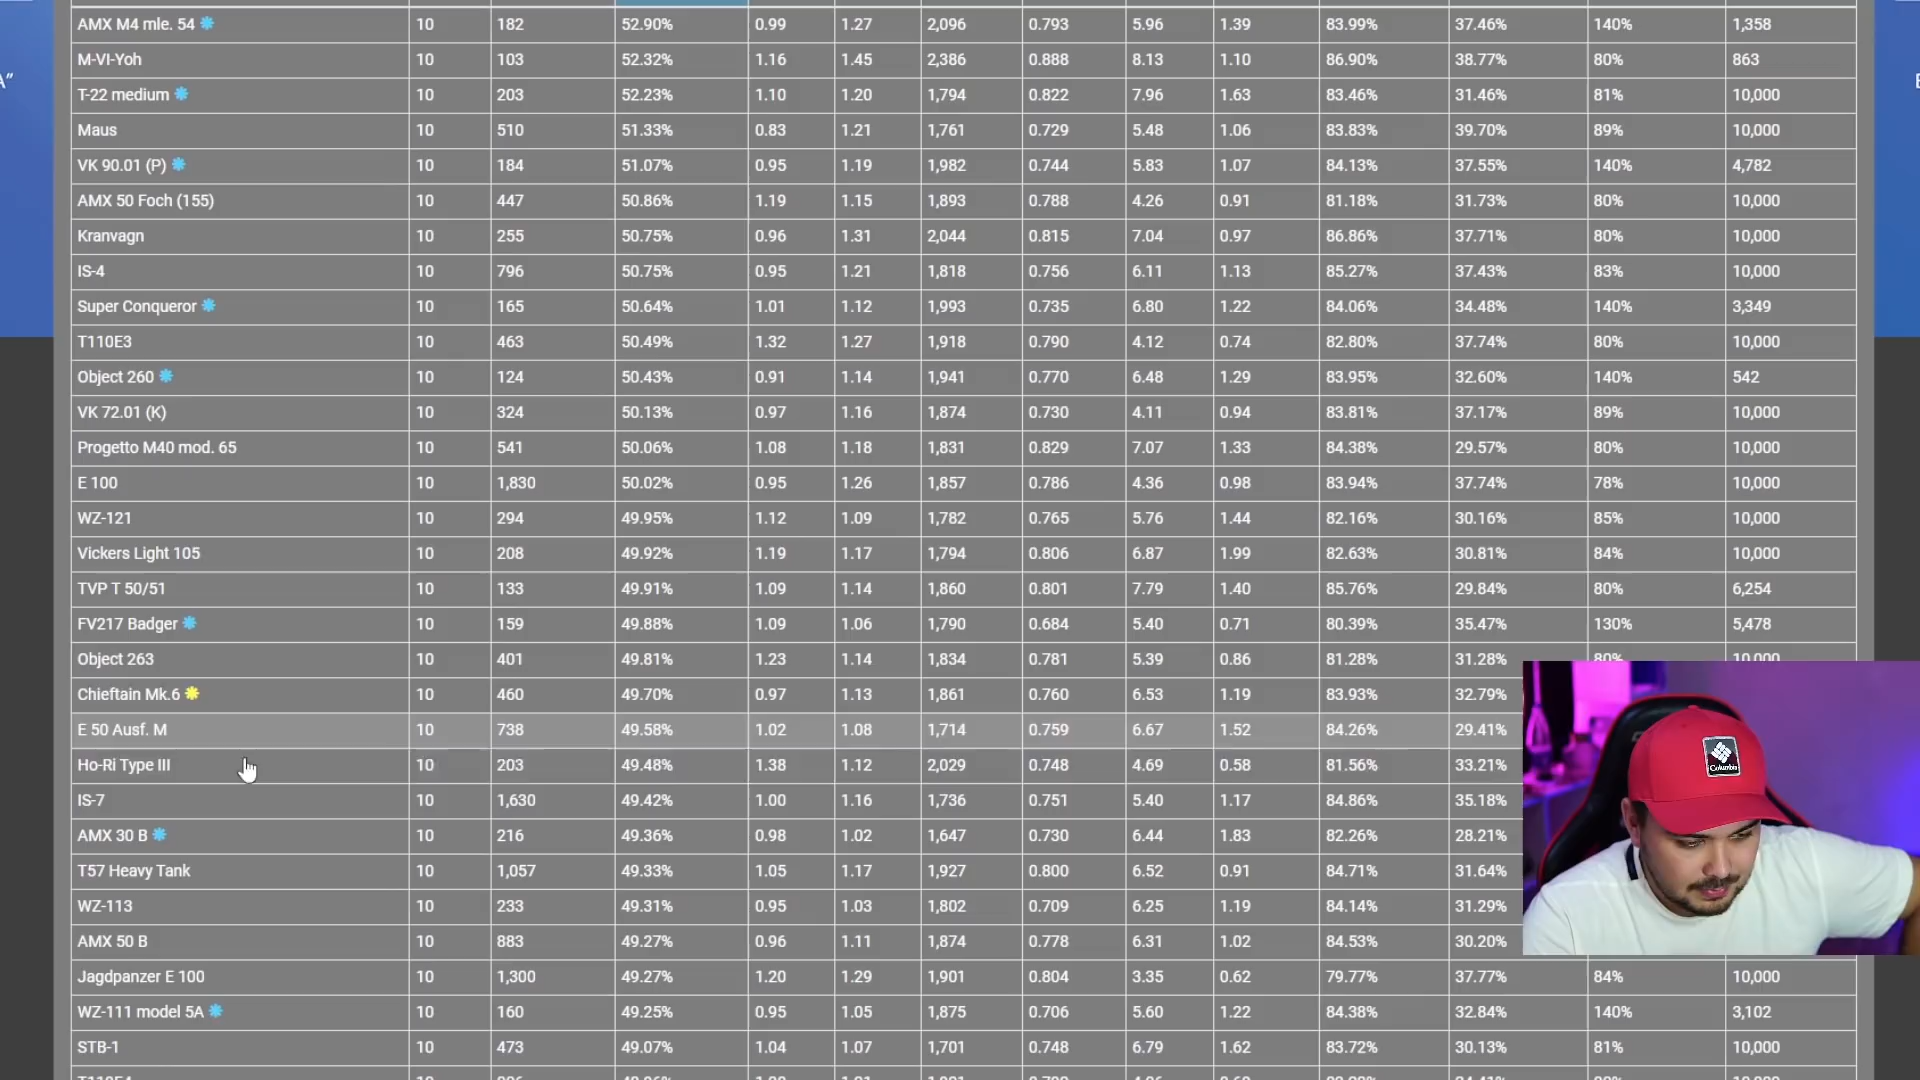 AMX M4 mle. 54 10 182 52.90% 0.99 1.27 2,096 0.793 5.96 1.39 83.99% 37.46% 140% 1,358
M-VI-Yoh 10 103 52.32% 1.16 1.45 2,386 0.888 8.13 1.10 86.90% 38.77% 80% 863
T-22 medium 10 203 52.23% 1.10 1.20 1,794 0.822 7.96 1.63 83.46% 31.46% 81% 10,000
Maus 10 510 51.33% 0.83 1.21 1,761 0.729 5.48 1.06 83.83% 39.70% 89% 10,000
VK 90.01 (P) 10 184 51.07% 0.95 1.19 1,982 0.744 5.83 1.07 84.13% 37.55% 140% 4,782
AMX 50 Foch (155) 10 447 50.86% 1.19 1.15 1,893 0.788 4.26 0.91 81.18% 31.73% 80% 10,000
Kranvagn 10 255 50.75% 0.96 1.31 2,044 0.815 7.04 0.97 86.86% 37.71% 80% 10,000
IS-4 10 796 50.75% 0.95 1.21 1,818 0.756 6.11 1.13 85.27% 37.43% 83% 10,000
Super Conqueror 10 165 50.64% 1.01 1.12 1,993 0.735 6.80 1.22 84.06% 34.48% 140% 3,349
T110E3 10 463 50.49% 1.32 1.27 1,918 0.790 4.12 0.74 82.80% 37.74% 80% 10,000
Object 260 10 124 50.43% 0.91 1.14 1,941 0.770 6.48 1.29 83.95% 32.60% 140% 542
VK 72.01 (K) 10 324 50.13% 0.97 1.16 1,874 0.730 4.11 0.94 83.81% 37.17% 89% 10,000
Progetto M40 mod. 65 10 541 50.06% 1.08 1.18 1,831 0.829 7.07 1.33 84.38% 29.57% 80% 10,000
E 100 10 1,830 50.02% 0.95 1.26 1,857 0.786 4.36 0.98 83.94% 37.74% 78% 10,000
WZ-121 10 294 49.95% 1.12 1.09 1,782 0.765 5.76 1.44 82.16% 30.16% 85% 10,000
Vickers Light 105 10 208 49.92% 1.19 1.17 1,794 0.806 6.87 1.99 82.63% 30.81% 84% 10,000
TVP T 50/51 10 133 49.91% 1.09 1.14 1,860 0.801 7.79 1.40 85.76% 29.84% 80% 6,254
FV217 Badger 10 159 49.88% 1.09 1.06 1,790 0.684 5.40 0.71 80.39% 35.47% 130% 5,478
Object 263 10 401 49.81% 1.23 1.14 1,834 0.781 5.39 0.86 81.28% 31.28% 80% 10,000
Chieftain Mk.6 10 460 49.70% 0.97 1.13 1,861 0.760 6.53 1.19 83.93% 32.79%
E 50 Ausf. M 10 738 49.58% 1.02 1.08 1,714 0.759 6.67 1.52 84.26% 29.41%
Ho-Ri Type III 10 203 49.48% 1.38 1.12 2,029 0.748 4.69 0.58 81.56% 33.21%
IS-7 10 1,630 49.42% 1.00 1.16 1,736 0.751 5.40 1.17 84.86% 35.18%
AMX 30 B 10 216 49.36% 0.98 1.02 1,647 0.730 6.44 1.83 82.26% 28.21%
T57 Heavy Tank 10 1,057 49.33% 1.05 1.17 1,927 0.800 6.52 0.91 84.71% 31.64%
WZ-113 10 233 49.31% 0.95 1.03 1,802 0.709 6.25 1.19 84.14% 31.29%
AMX 50 B 10 883 49.27% 0.96 1.11 1,874 0.778 6.31 1.02 84.53% 30.20%
Jagdpanzer E 100 10 1,300 49.27% 1.20 1.29 1,901 0.804 3.35 0.62 79.77% 37.77% 84% 10,000
WZ-111 model 5A 10 160 49.25% 0.95 1.05 1,875 0.706 5.60 1.22 84.38% 32.84% 140% 3,102
STB-1 10 473 49.07% 1.04 1.07 1,701 0.748 6.79 1.62 83.72% 30.13% 81% 10,000
Columbia